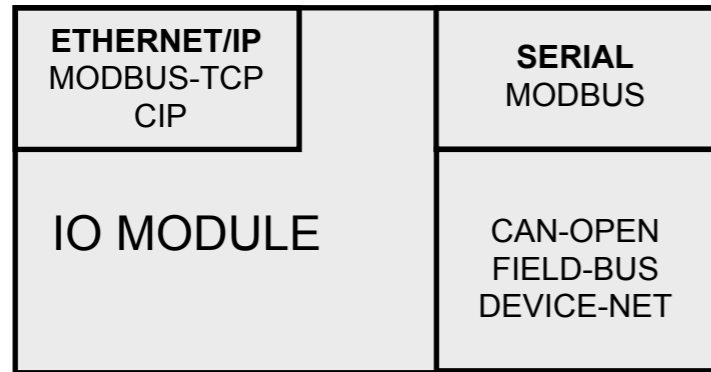 ETHERNET/IP
MODBUS-TCP
CIP
SERIAL
MODBUS
IO MODULE
CAN-OPEN
FIELD-BUS
DEVICE-NET